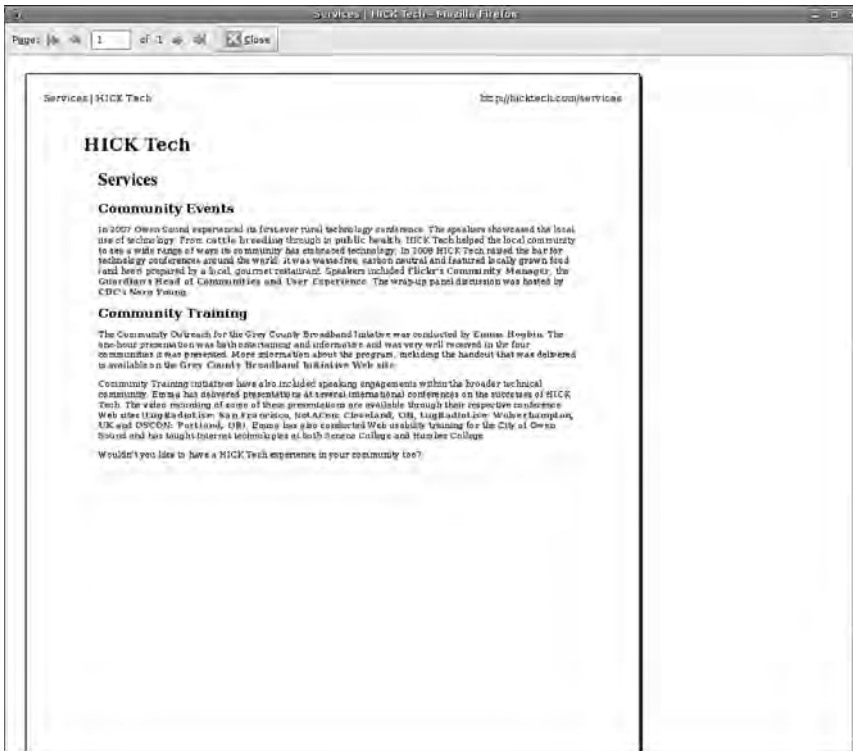 Services | HICK Tech - Mozilla Firefox
Page: 1 of 1 Close
Services | HICK Tech http://hicktech.com/services
HICK Tech
Services
Community Events
In 2007 Owen Sound experienced its first ever rural technology conference. The speakers showcased the local
use of technology. From cattle breeding through to public health, HICK Tech helped the local community
to see a wide range of ways its community has embraced technology. In 2008 HICK Tech raised the bar for
technology conferences around the world: it was waste free, carbon neutral and featured locally grown food
(and beer) prepared by a local, gourmet restaurant. Speakers included Flickr's Community Manager, the
Guardian's Head of Communities and User Experience. The wrap-up panel discussion was hosted by
CBC's Nora Young.
Community Training
The Community Outreach for the Grey County Broadband Initiative was conducted by Emma Hogbin. The
one-hour presentation was both entertaining and informative and was very well received in the four
communities it was presented. More information about the program, including the handout that was delivered
is available on the Grey County Broadband Initiative Web site.
Community Training initiatives have also included speaking engagements within the broader technical
community. Emma has delivered presentations at several international conferences on the successes of HICK
Tech. The video recording of some of these presentations are available through their respective conference
Web sites (LugRadioLive: San Francisco, NotACon: Cleveland, OH, LugRadioLive: Wolverhampton,
UK and OSCON: Portland, OR). Emma has also conducted Web usability training for the City of Owen
Sound and has taught Internet technologies at both Seneca College and Humber College.
Wouldn't you like to have a HICK Tech experience in your community too?